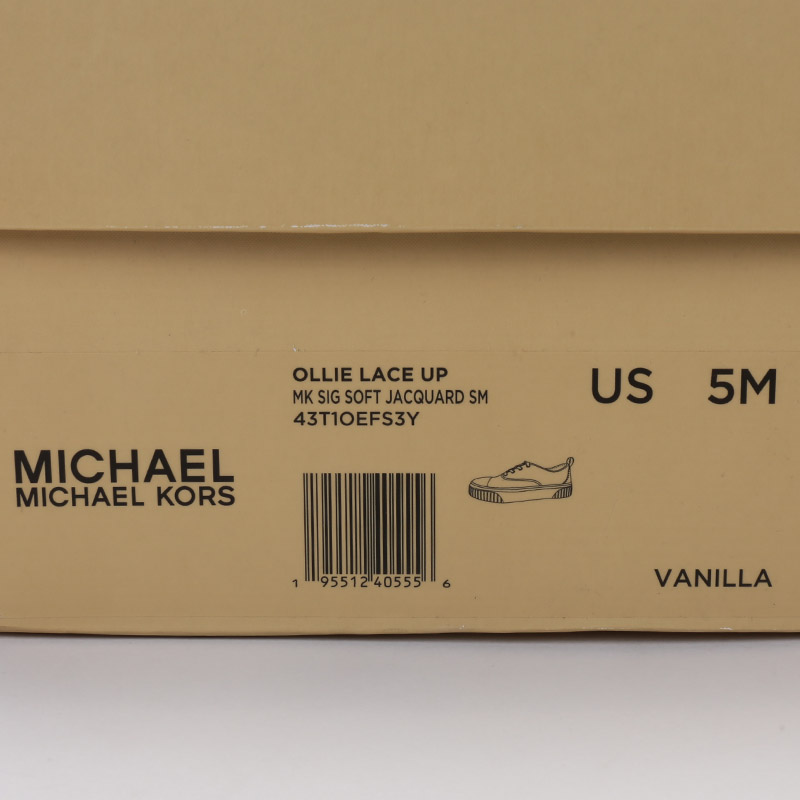 OLLIE LACE UP
MK SIG SOFT JACQUARD SM
43T1OEFS3Y
US 5M
MICHAEL
MICHAEL KORS
1 95512 40555 6
VANILLA